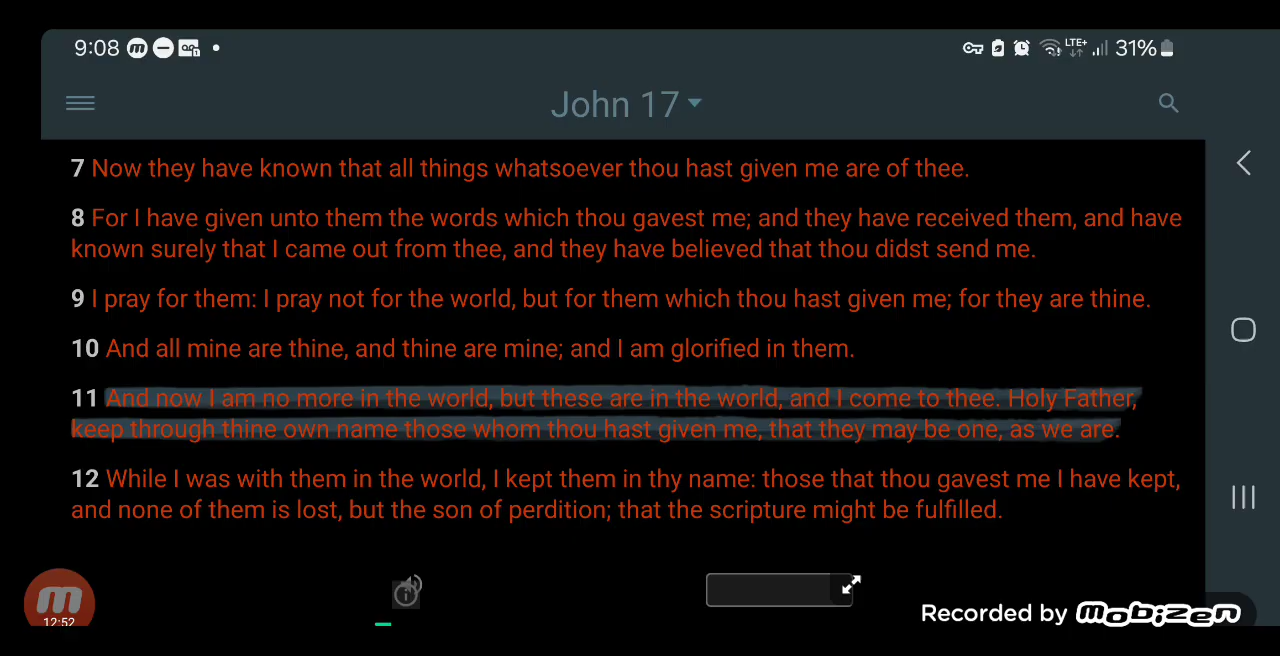 9:08
LTE+ 31%
John 17
7 Now they have known that all things whatsoever thou hast given me are of thee.
8 For I have given unto them the words which thou gavest me; and they have received them, and have
known surely that I came out from thee, and they have believed that thou didst send me.
9 I pray for them: I pray not for the world, but for them which thou hast given me; for they are thine.
10 And all mine are thine, and thine are mine; and I am glorified in them.
11 And now I am no more in the world, but these are in the world, and I come to thee. Holy Father,
keep through thine own name those whom thou hast given me, that they may be one, as we are.
12 While I was with them in the world, I kept them in thy name: those that thou gavest me I have kept,
and none of them is lost, but the son of perdition; that the scripture might be fulfilled.
12:52
Recorded by Mobizen